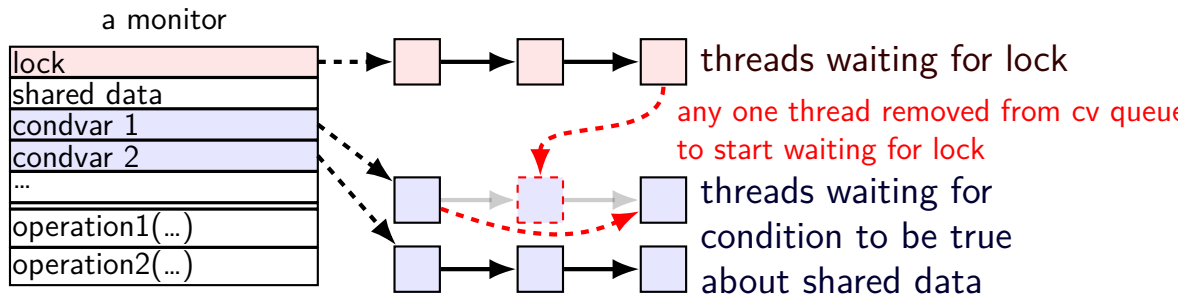 a monitor
lock
shared data
condvar 1
condvar 2
...
operation1(...)
operation2(...)
threads waiting for lock
any one thread removed from cv queue
to start waiting for lock
threads waiting for
condition to be true
about shared data